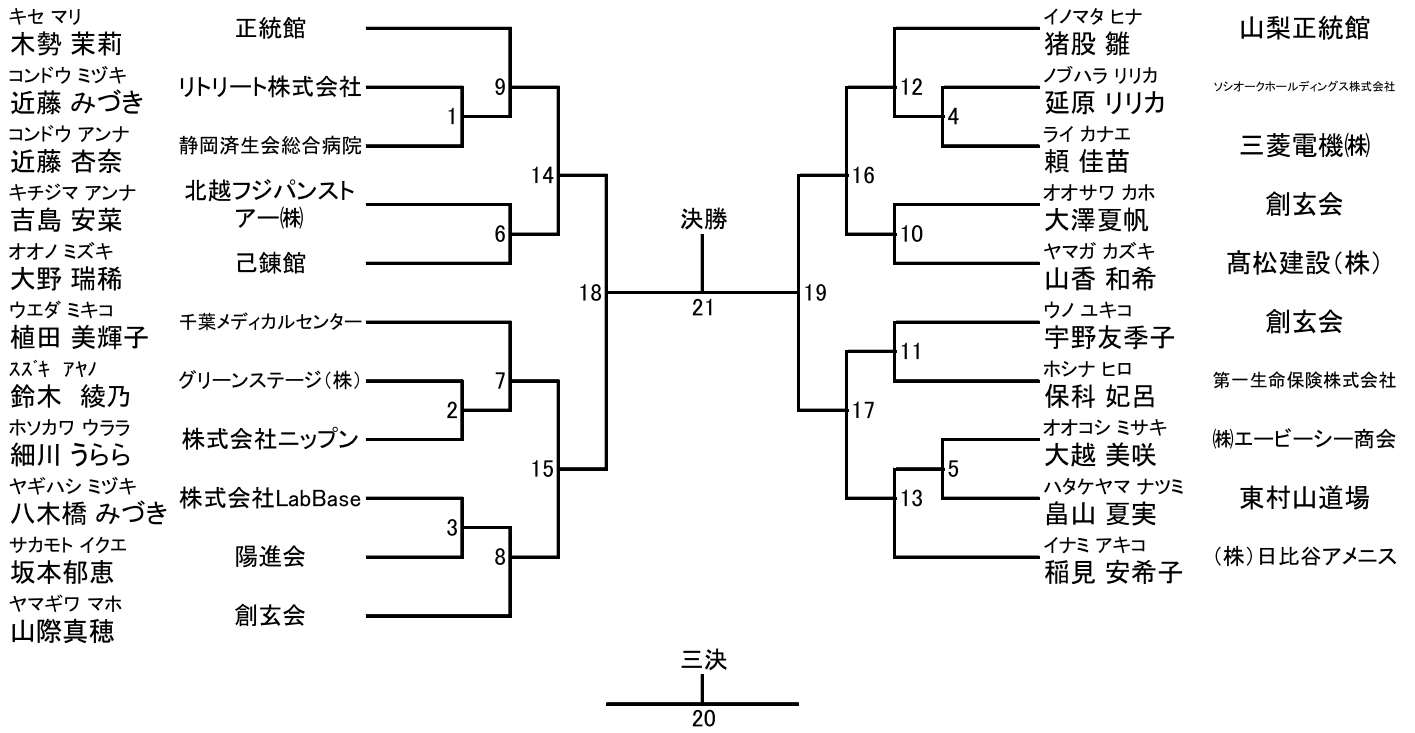 キセ マリ
木勢 茉莉
正統館
コンドウ ミヅキ
近藤 みづき
リトリート株式会社
コンドウ アンナ
近藤 杏奈
静岡済生会総合病院
キチジマ アンナ
吉島 安菜
北越フジパンスト
アー㈱
オオノ ミズキ
大野 瑞稀
己錬館
ウエダ ミキコ
植田 美輝子
千葉メディカルセンター
スズキ アヤノ
鈴木 綾乃
グリーンステージ（株）
ホソカワ ウララ
細川 うらら
株式会社ニップン
ヤギハシ ミヅキ
八木橋 みづき
株式会社LabBase
サカモト イクエ
坂本郁恵
陽進会
ヤマギワ マホ
山際真穂
創玄会
1
2
3
9
6
7
8
14
15
18
決勝
21
19
16
17
12
10
11
13
4
5
イノマタ ヒナ
猪股 雛
山梨正統館
ノブハラ リリカ
延原 リリカ
ソシオークホールディングス株式会社
ライ カナエ
頼 佳苗
三菱電機㈱
オオサワ カホ
大澤夏帆
創玄会
ヤマガ カズキ
山香 和希
髙松建設（株）
ウノ ユキコ
宇野友季子
創玄会
ホシナ ヒロ
保科 妃呂
第一生命保険株式会社
オオコシ ミサキ
大越 美咲
㈱エービーシー商会
ハタケヤマ ナツミ
畠山 夏実
東村山道場
イナミ アキコ
稲見 安希子
（株）日比谷アメニス
三決
20